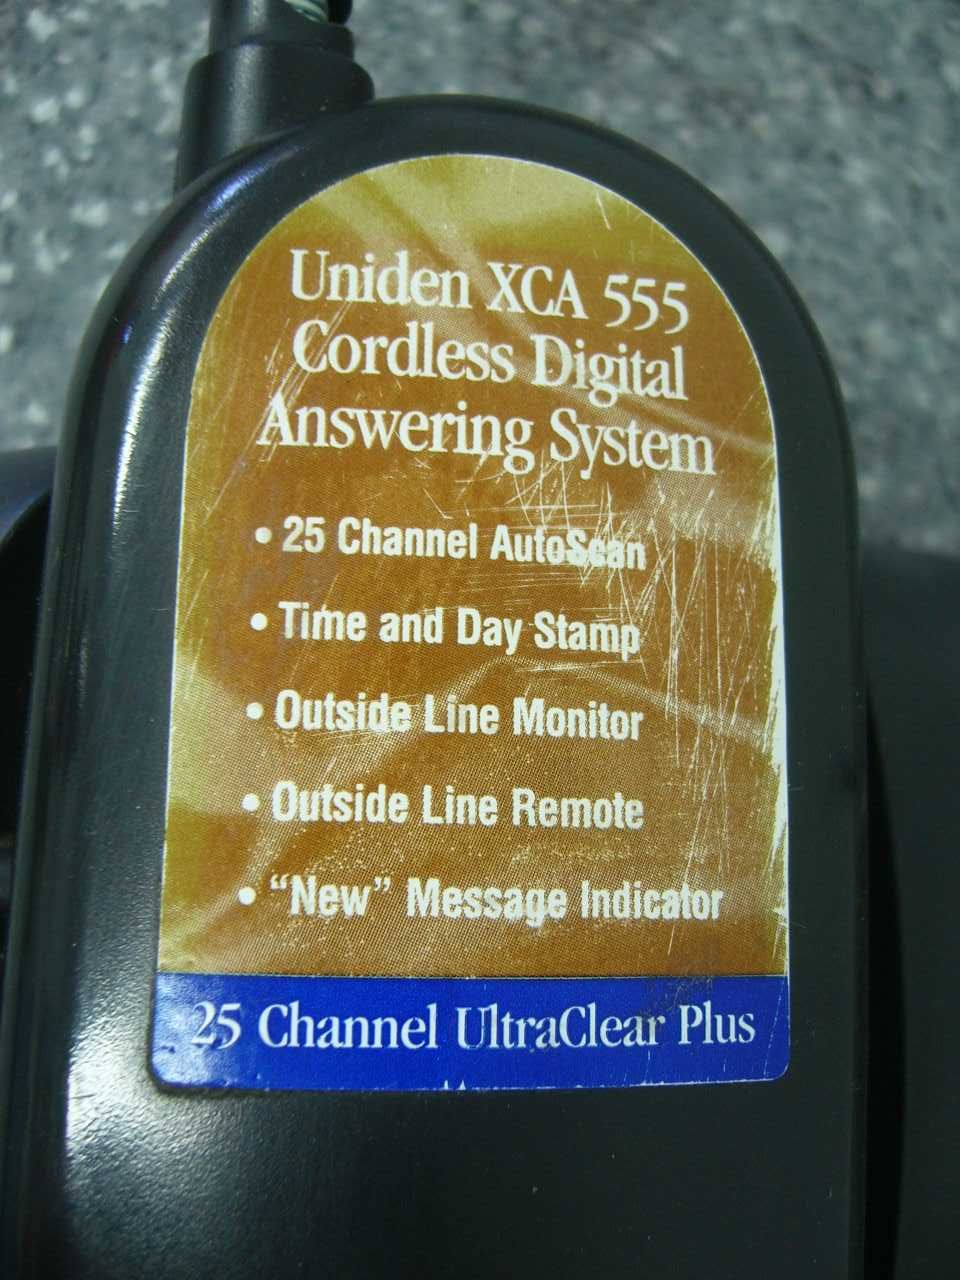 Uniden XCA 555
Cordless Digital
Answering System
• 25 Channel AutoScan
• Time and Day Stamp
• Outside Line Monitor
• Outside Line Remote
• “New” Message Indicator
25 Channel UltraClear Plus